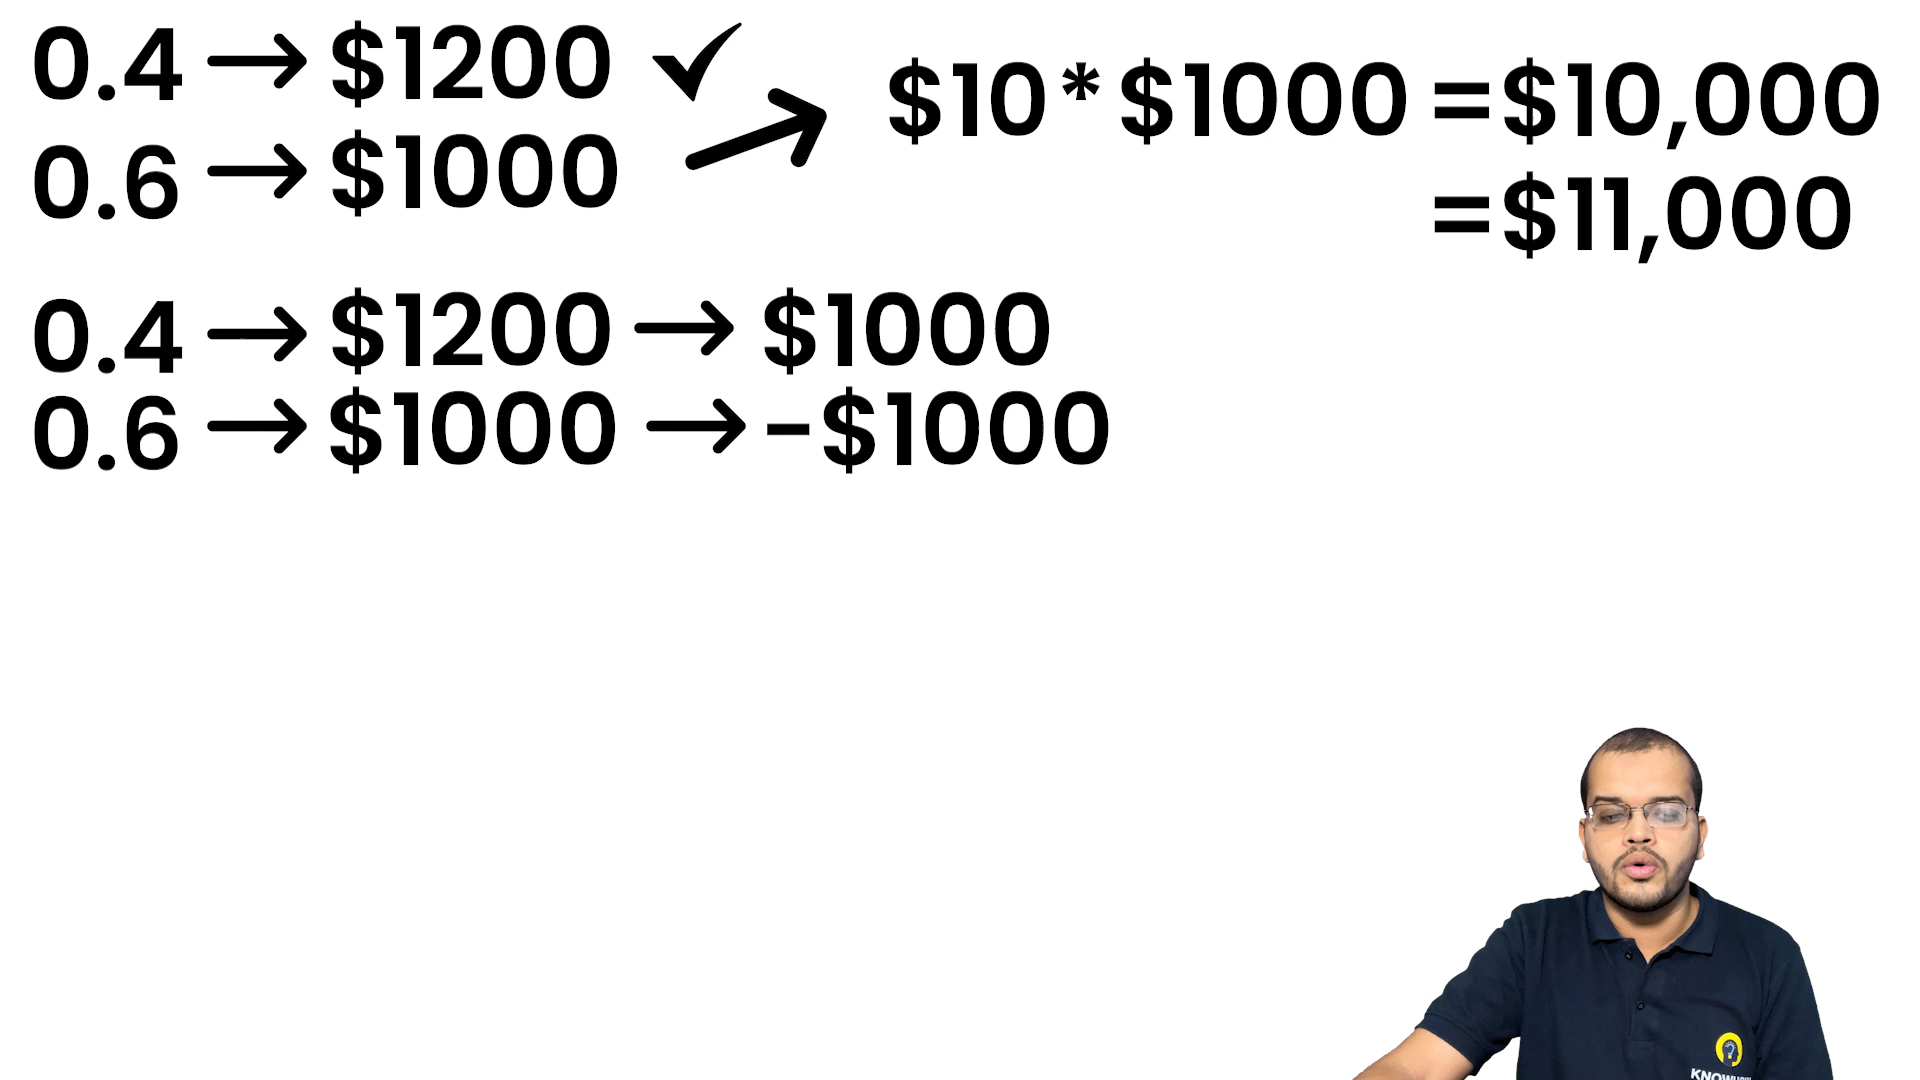 0.4 → $1200 ✓
0.6 → $1000
$10 * $1000 = $10,000
= $11,000
0.4 → $1200 → $1000
0.6 → $1000 → -$1000